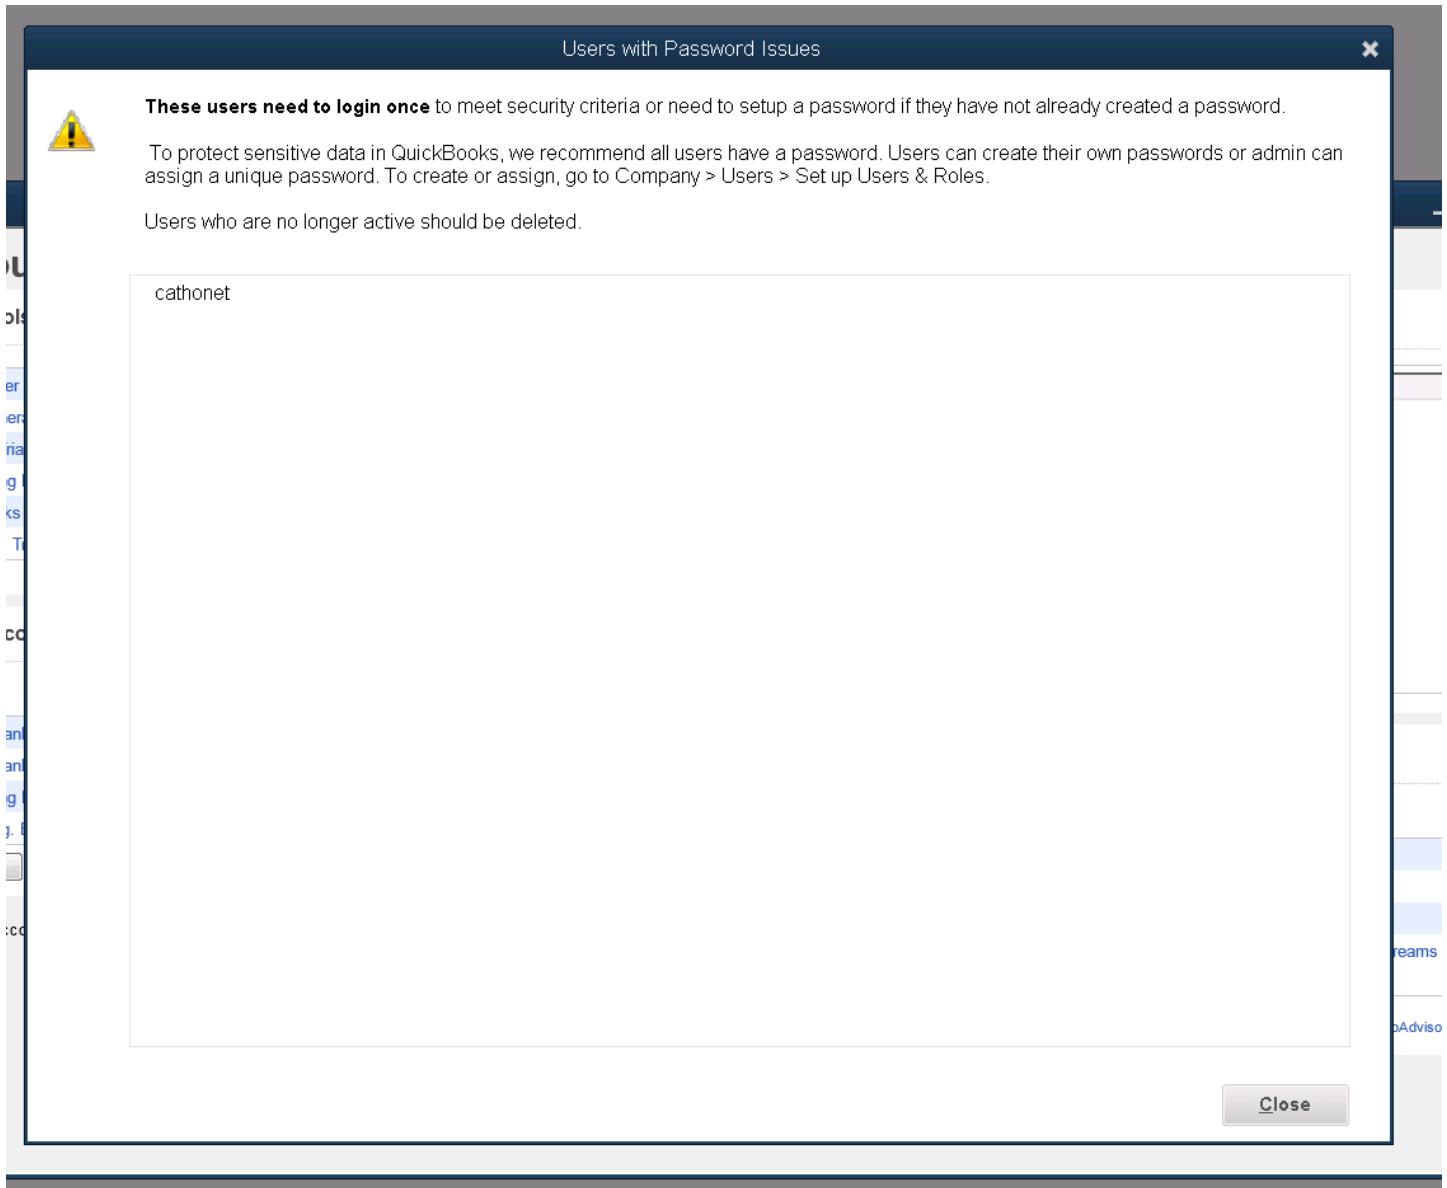 Users with Password Issues
These users need to login once to meet security criteria or need to setup a password if they have not already created a password.
To protect sensitive data in QuickBooks, we recommend all users have a password. Users can create their own passwords or admin can
assign a unique password. To create or assign, go to Company > Users > Set up Users & Roles.
Users who are no longer active should be deleted.
cathonet
Close